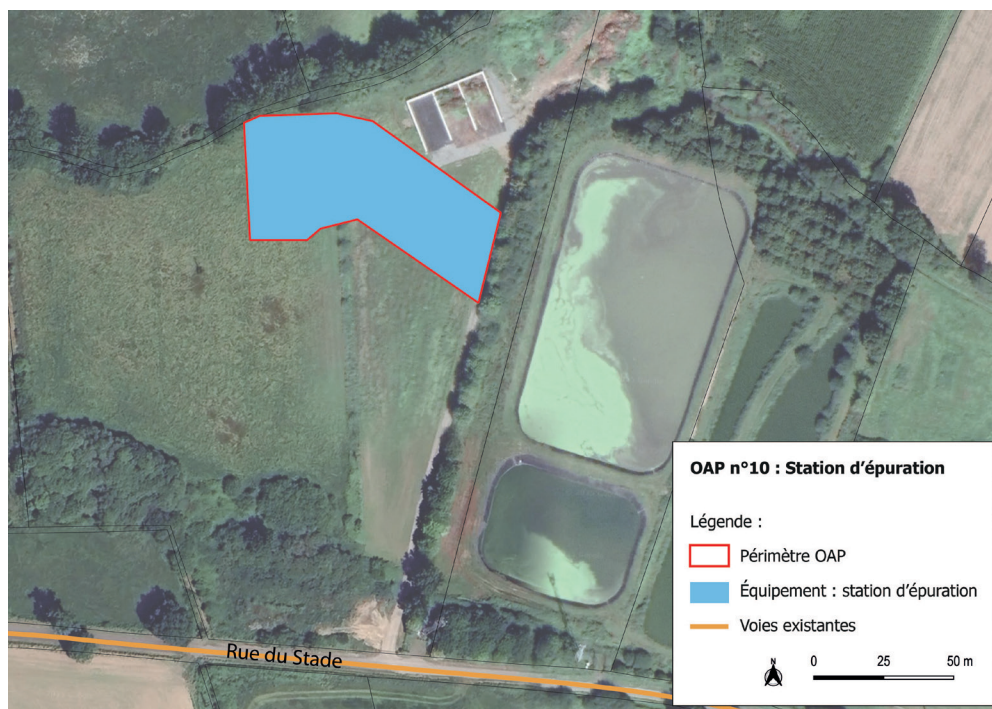 Rue du Stade
OAP n°10 : Station d'épuration
Légende :
Périmètre OAP
Équipement : station d'épuration
Voies existantes
N
0 25 50 m